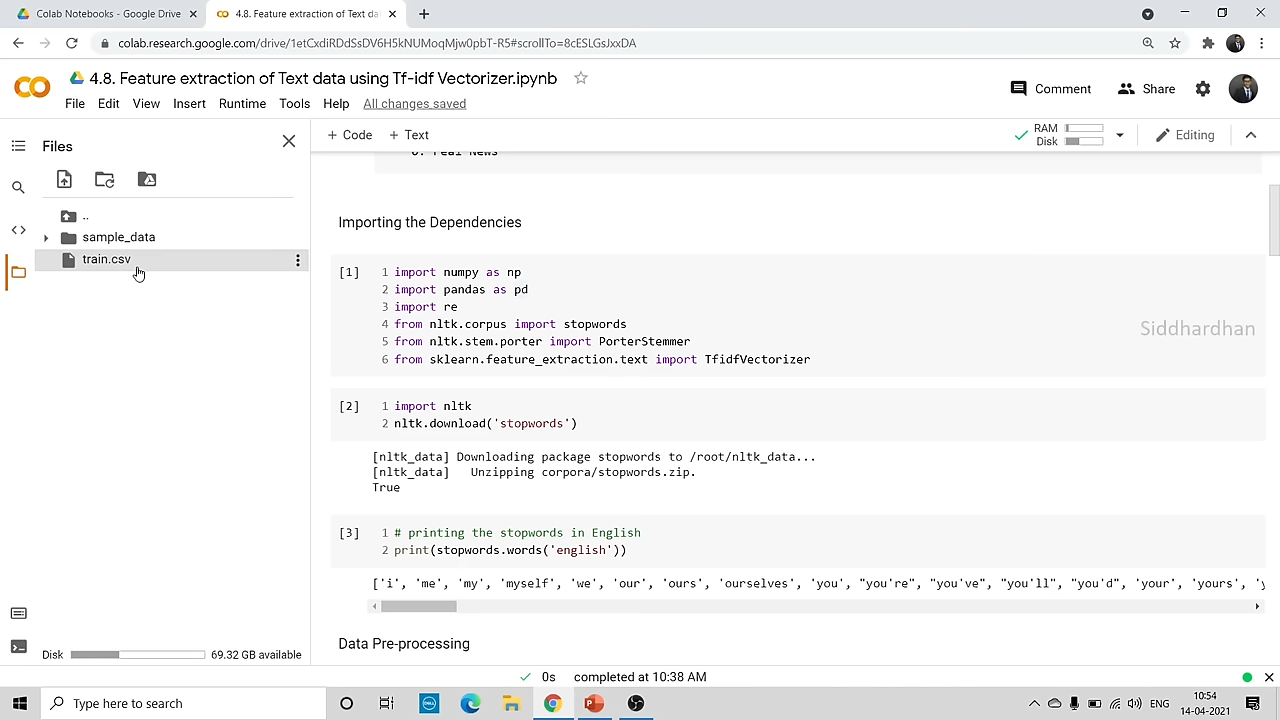 Colab Notebooks - Google Drive
4.8. Feature extraction of Text da
colab.research.google.com/drive/1etCxdiRDdSsDV6H5kNUMoqMjw0pbT-R5#scrollTo=8cESLGsJxxDA
4.8. Feature extraction of Text data using Tf-idf Vectorizer.ipynb
Comment
Share
File Edit View Insert Runtime Tools Help All changes saved
Files
+ Code + Text
RAM
Disk
Editing
..
sample_data
train.csv
Importing the Dependencies
[1] 1 import numpy as np
2 import pandas as pd
3 import re
4 from nltk.corpus import stopwords
5 from nltk.stem.porter import PorterStemmer
6 from sklearn.feature_extraction.text import TfidfVectorizer
Siddhardhan
[2] 1 import nltk
2 nltk.download('stopwords')
[nltk_data] Downloading package stopwords to /root/nltk_data...
[nltk_data]   Unzipping corpora/stopwords.zip.
True
[3] 1 # printing the stopwords in English
2 print(stopwords.words('english'))
['i', 'me', 'my', 'myself', 'we', 'our', 'ours', 'ourselves', 'you', "you're", "you've", "you'll", "you'd", 'your', 'yours',
Data Pre-processing
Disk 69.32 GB available
0s completed at 10:38 AM
Type here to search
DELL
ENG
10:54
14-04-2021